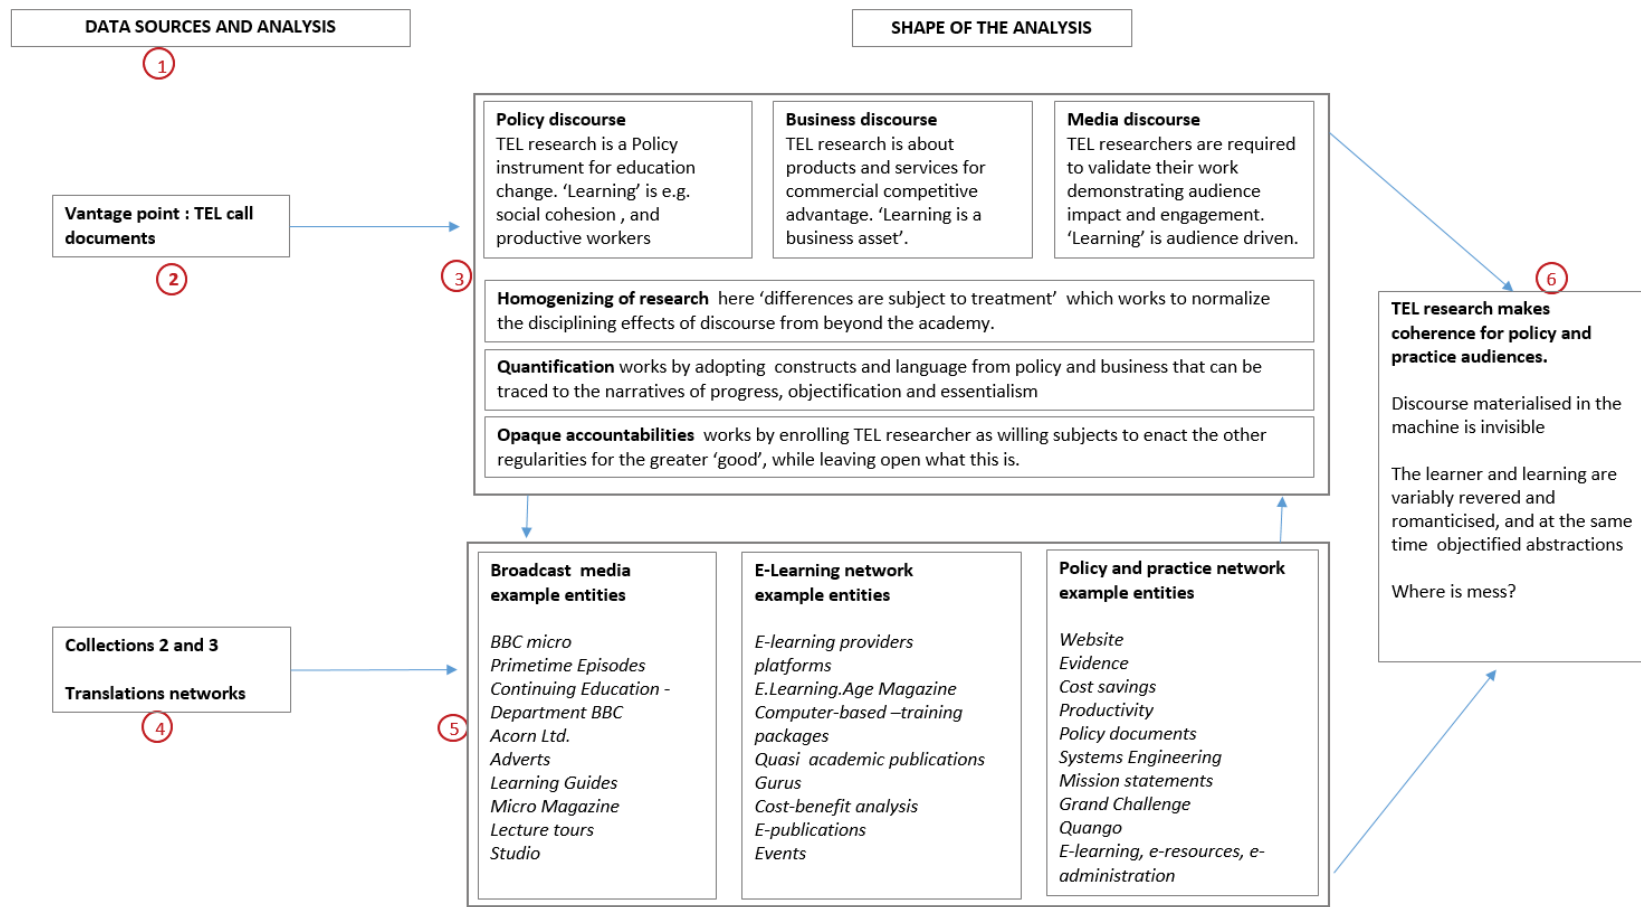 DATA SOURCES AND ANALYSIS
1
SHAPE OF THE ANALYSIS
Vantage point : TEL call
documents
2
3
Policy discourse
TEL research is a Policy
instrument for education
change. ‘Learning’ is e.g.
social cohesion , and
productive workers
Business discourse
TEL research is about
products and services for
commercial competitive
advantage. ‘Learning is a
business asset’.
Media discourse
TEL researchers are required
to validate their work
demonstrating audience
impact and engagement.
‘Learning’ is audience driven.
Homogenizing of research here ‘differences are subject to treatment’ which works to normalize
the disciplining effects of discourse from beyond the academy.
Quantification works by adopting constructs and language from policy and business that can be
traced to the narratives of progress, objectification and essentialism
Opaque accountabilities works by enrolling TEL researcher as willing subjects to enact the other
regularities for the greater ‘good’, while leaving open what this is.
Collections 2 and 3
Translations networks
4
5
Broadcast media
example entities
BBC micro
Primetime Episodes
Continuing Education -
Department BBC
Acorn Ltd.
Adverts
Learning Guides
Micro Magazine
Lecture tours
Studio
E-Learning network
example entities
E-learning providers
platforms
E.Learning.Age Magazine
Computer-based –training
packages
Quasi academic publications
Gurus
Cost-benefit analysis
E-publications
Events
Policy and practice network
example entities
Website
Evidence
Cost savings
Productivity
Policy documents
Systems Engineering
Mission statements
Grand Challenge
Quango
E-learning, e-resources, e-
administration
6
TEL research makes
coherence for policy and
practice audiences.
Discourse materialised in the
machine is invisible
The learner and learning are
variably revered and
romanticised, and at the same
time objectified abstractions
Where is mess?